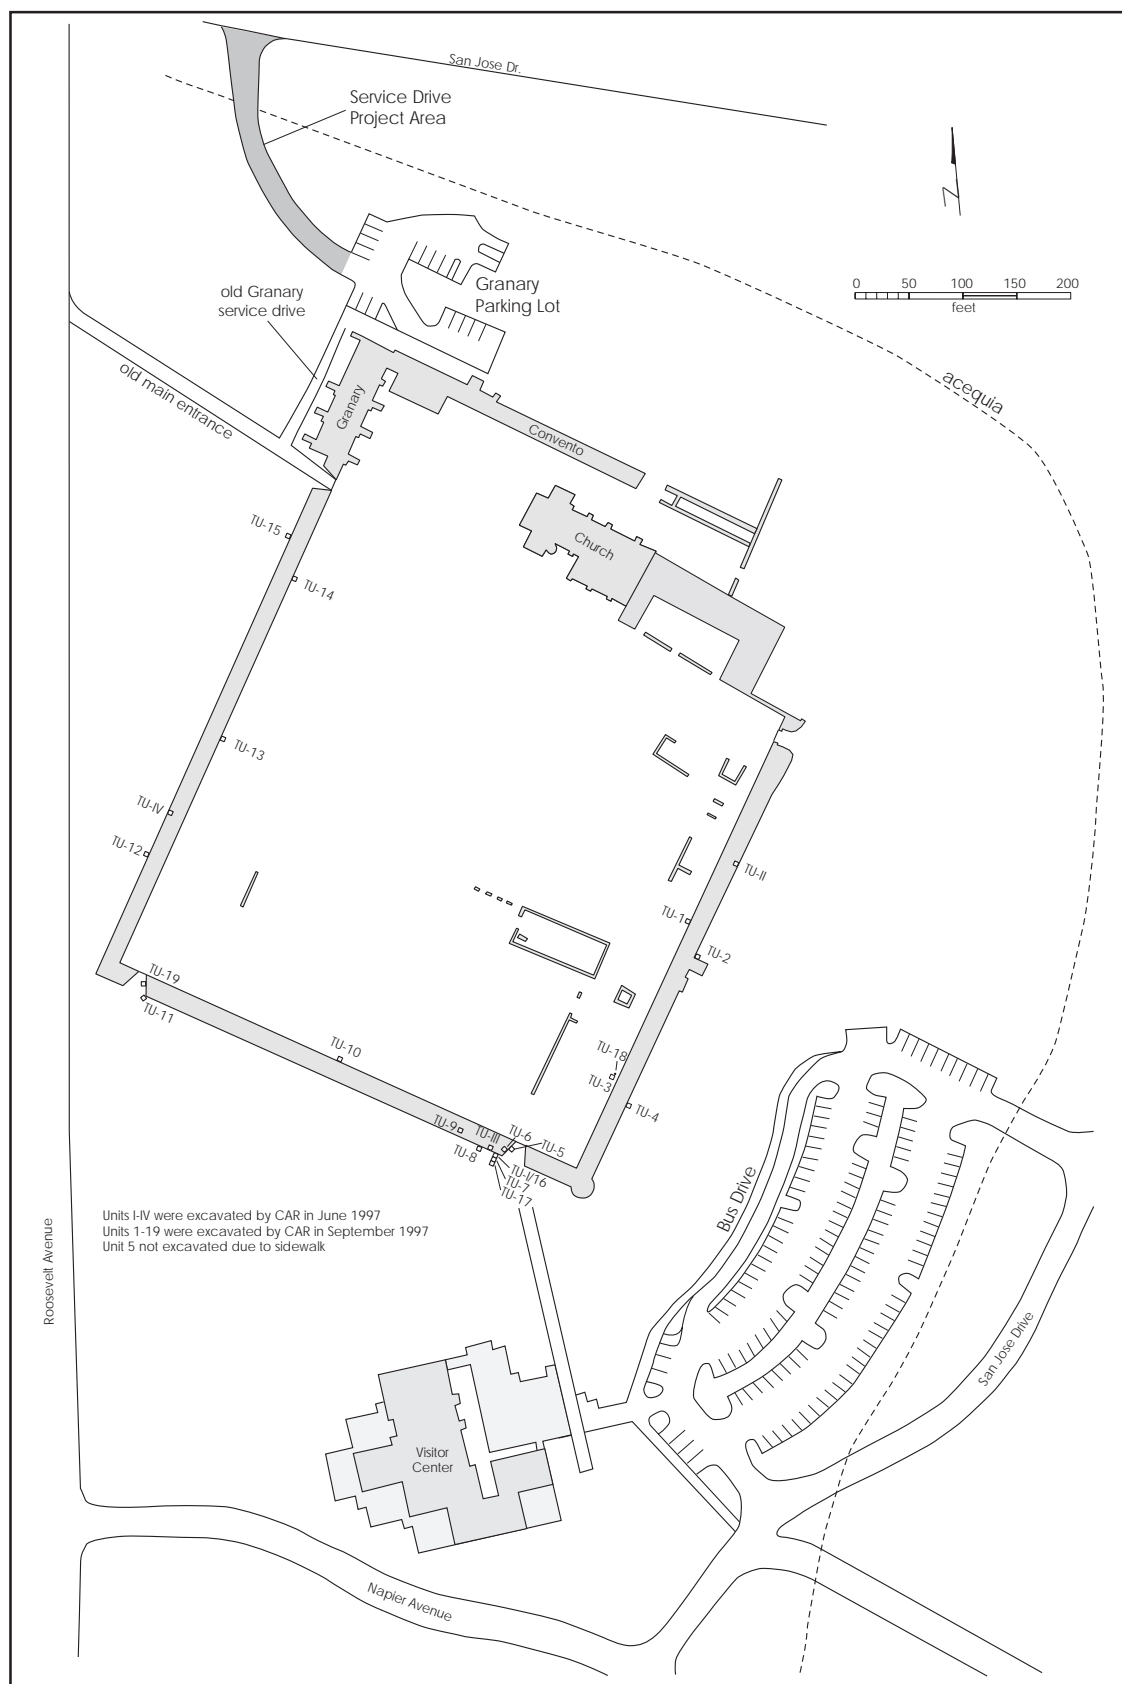 San Jose Dr.
Service Drive
Project Area
N
0 50 100 150 200
feet
Granary
Parking Lot
old Granary
service drive
old main entrance
acequia
Granary
Convento
Church
TU-15
TU-14
TU-13
TU-IV
TU-12
TU-II
TU-1
TU-2
TU-19
TU-11
TU-10
TU-18
TU-3
TU-4
TU-9
TU-III
TU-6
TU-5
TU-8
TU-I/16
TU-7
TU-17
Bus Drive
Units I-IV were excavated by CAR in June 1997
Units 1-19 were excavated by CAR in September 1997
Unit 5 not excavated due to sidewalk
Roosevelt Avenue
San Jose Drive
Visitor
Center
Napier Avenue